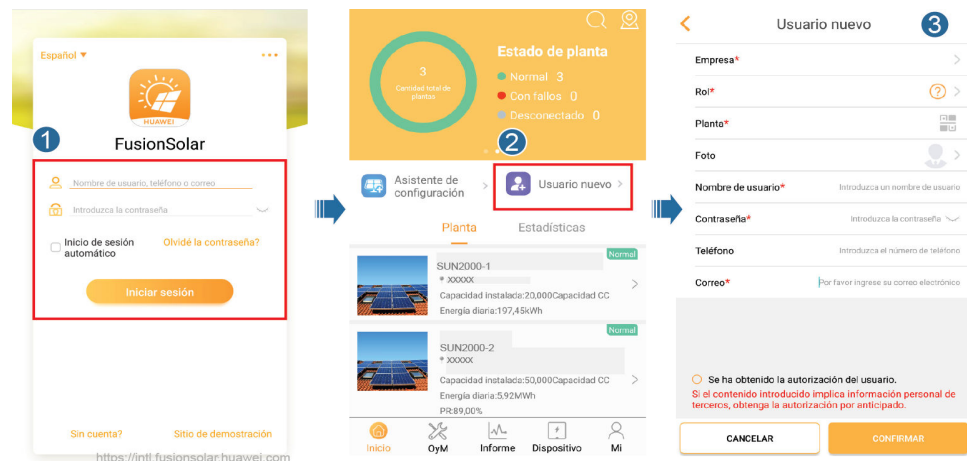 Español
HUAWEI
1
FusionSolar
Nombre de usuario, teléfono o correo
Introduzca la contraseña
Inicio de sesión automático
Olvidé la contraseña?
Iniciar sesión
Sin cuenta?
Sitio de demostración
https://intl.fusionsolar.huawei.com
3
Cantidad total de
plantas
Estado de planta
Normal 3
Con fallos 0
Desconectado 0
2
Asistente de
configuración
>
Usuario nuevo >
Planta
Estadísticas
Normal
SUN2000-1
* XXXXX
Capacidad instalada:20,000Capacidad CC
Energía diaria:197,45kWh
Normal
SUN2000-2
* XXXXX
Capacidad instalada:50,000Capacidad CC
Energía diaria:5,92MWh
PR:89,00%
Inicio
OyM
Informe
Dispositivo
Mi
Usuario nuevo
3
Empresa*
Rol*
?
Planta*
Foto
Nombre de usuario*
Introduzca un nombre de usuario
Contraseña*
Introduzca la contraseña
Teléfono
Introduzca el número de teléfono
Correo*
Por favor ingrese su correo electrónico
Se ha obtenido la autorización del usuario.
Si el contenido introducido implica información personal de
terceros, obtenga la autorización por anticipado.
CANCELAR
CONFIRMAR